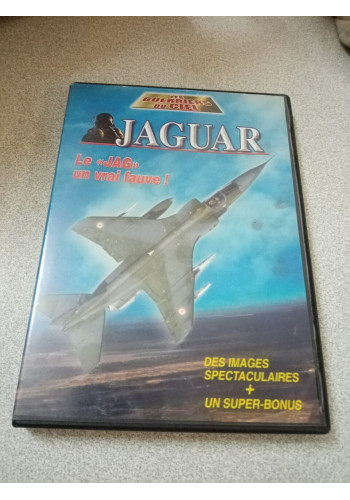 LES
GUERRIERS
DU CIEL
JAGUAR
Le «JAG»
un vrai fauve !
DES IMAGES
SPECTACULAIRES
+
UN SUPER-BONUS